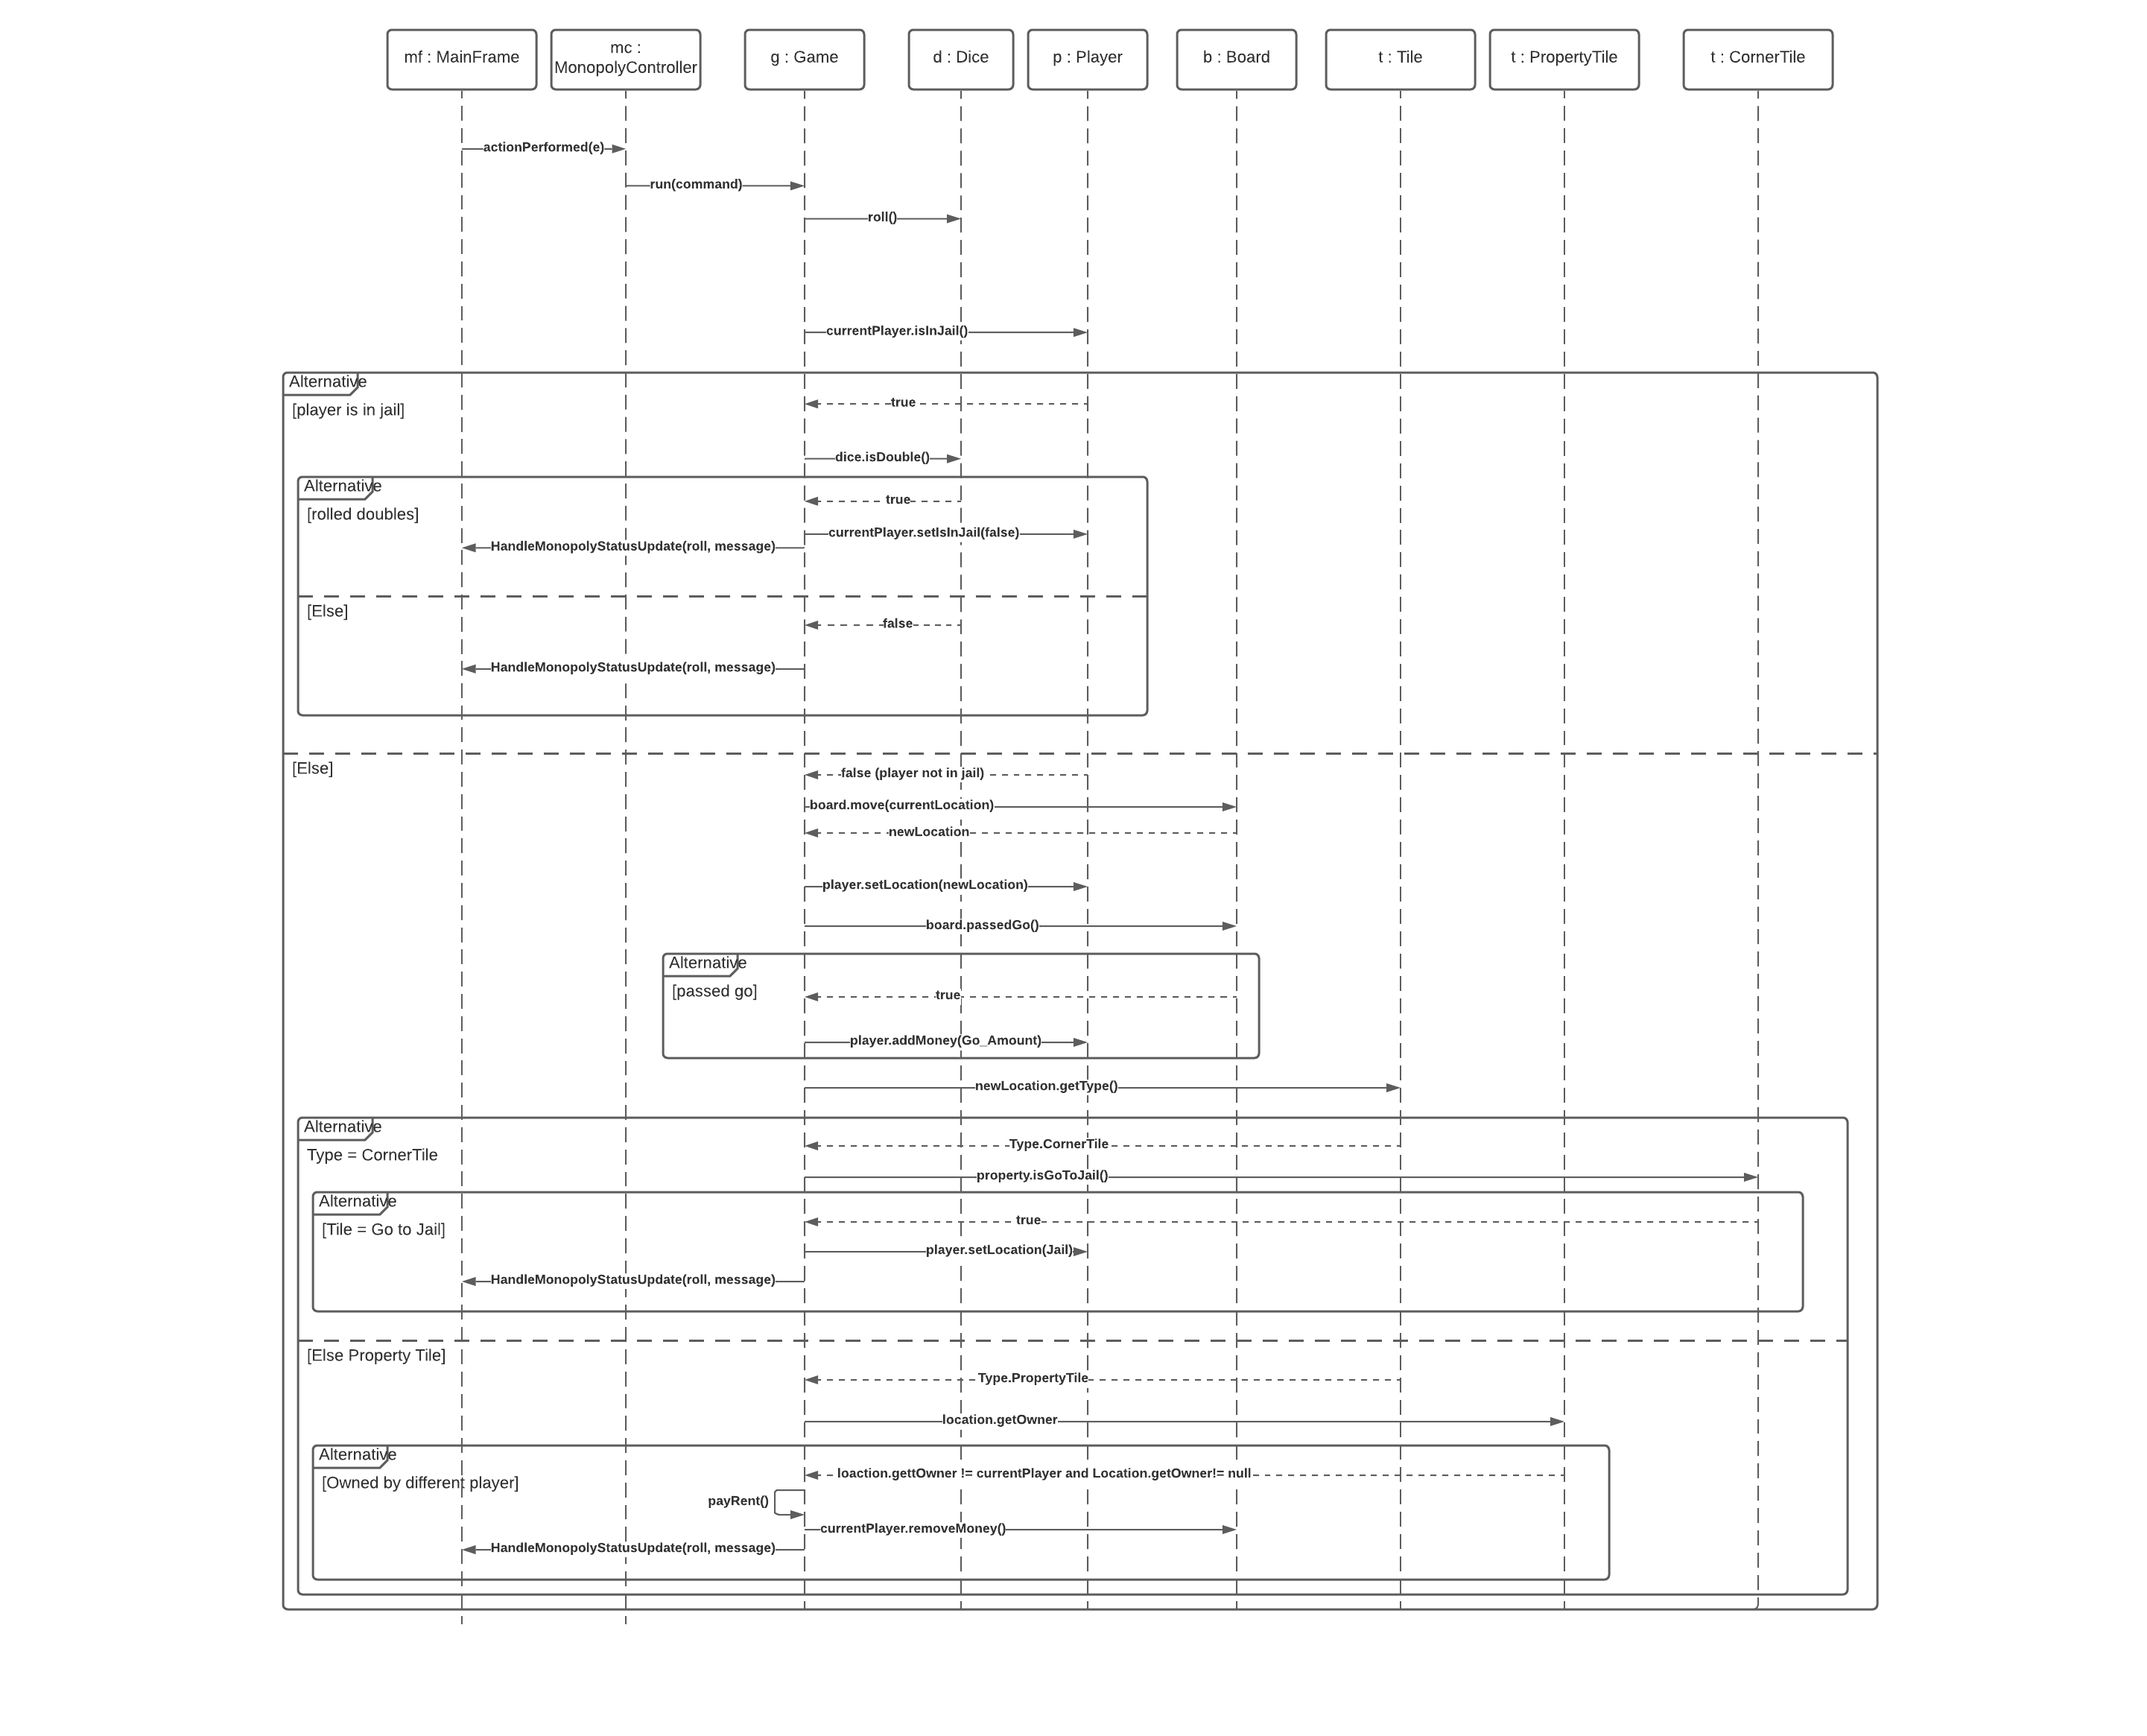 mf : MainFrame
mc :
MonopolyController
g : Game
d : Dice
p : Player
b : Board
t : Tile
t : PropertyTile
t : CornerTile
actionPerformed(e)
run(command)
roll()
currentPlayer.isInJail()
Alternative
[player is in jail]
true
dice.isDouble()
Alternative
[rolled doubles]
true
currentPlayer.setIsInJail(false)
HandleMonopolyStatusUpdate(roll, message)
[Else]
false
HandleMonopolyStatusUpdate(roll, message)
[Else]
false (player not in jail)
board.move(currentLocation)
newLocation
player.setLocation(newLocation)
board.passedGo()
Alternative
[passed go]
true
player.addMoney(Go_Amount)
newLocation.getType()
Alternative
Type = CornerTile
Type.CornerTile
property.isGoToJail()
Alternative
[Tile = Go to Jail]
true
player.setLocation(Jail)
HandleMonopolyStatusUpdate(roll, message)
[Else Property Tile]
Type.PropertyTile
location.getOwner
Alternative
[Owned by different player]
loaction.gettOwner != currentPlayer and Location.getOwner!= null
payRent()
currentPlayer.removeMoney()
HandleMonopolyStatusUpdate(roll, message)